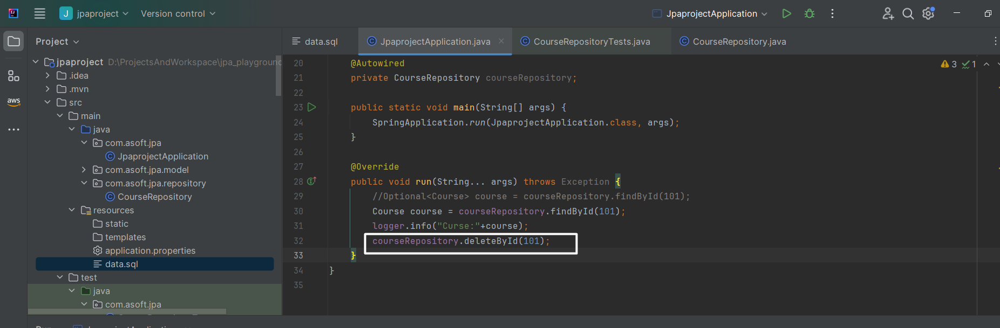 J jpaproject Version control JpaprojectApplication
Project
data.sql JpaprojectApplication.java CourseRepositoryTests.java CourseRepository.java
jpaproject D:\ProjectsAndWorkspace\jpa_playground
.idea
.mvn
src
main
java
com.asoft.jpa
JpaprojectApplication
com.asoft.jpa.model
com.asoft.jpa.repository
CourseRepository
resources
static
templates
application.properties
data.sql
test
java
com.asoft.jpa
aws
3 1
20 @Autowired
21 private CourseRepository courseRepository;
22
23 public static void main(String[] args) {
24 SpringApplication.run(JpaprojectApplication.class, args);
25 }
26
27 @Override
28 public void run(String... args) throws Exception {
29 //Optional<Course> course = courseRepository.findById(101);
30 Course course = courseRepository.findById(101);
31 logger.info("Curse:"+course);
32 courseRepository.deleteById(101);
33 }
34 }
35